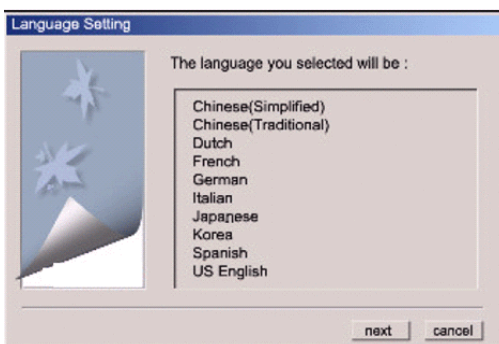 Language Setting
The language you selected will be :
Chinese(Simplified)
Chinese(Traditional)
Dutch
French
German
Italian
Japanese
Korea
Spanish
US English
next cancel